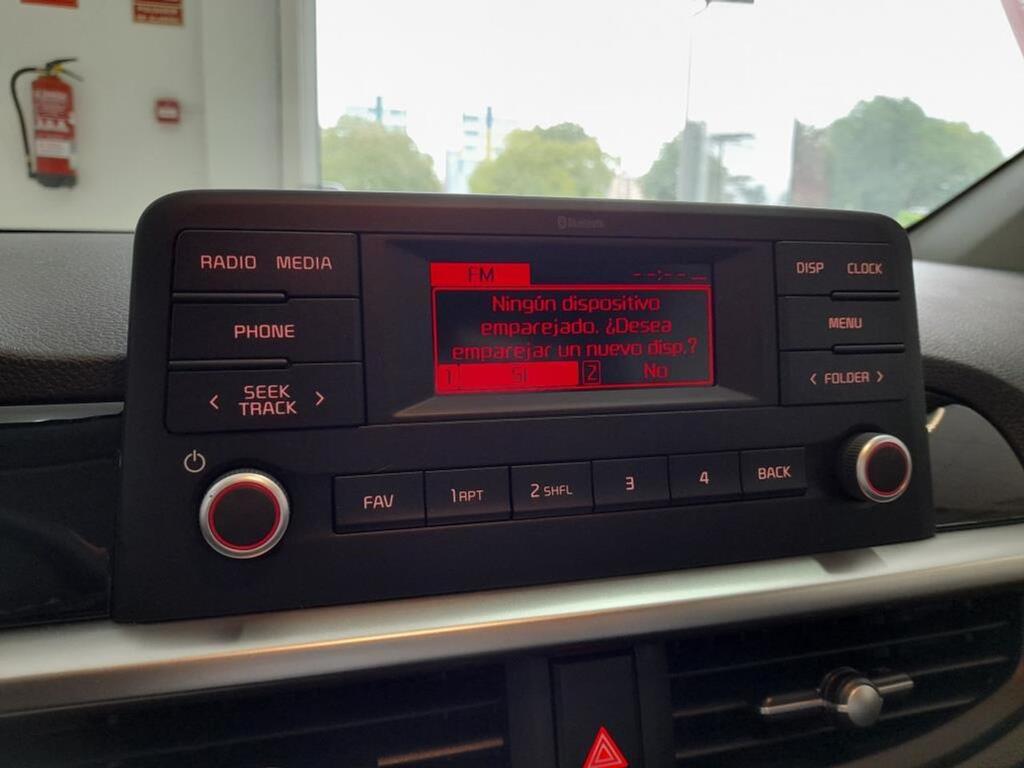 Bluetooth
RADIO MEDIA
PHONE
< SEEK TRACK >
FM
--:--
Ningún dispositivo
emparejado. ¿Desea
emparejar un nuevo disp.?
1 Sí 2 No
DISP CLOCK
MENU
< FOLDER >
FAV
1 RPT
2 SHFL
3
4
BACK